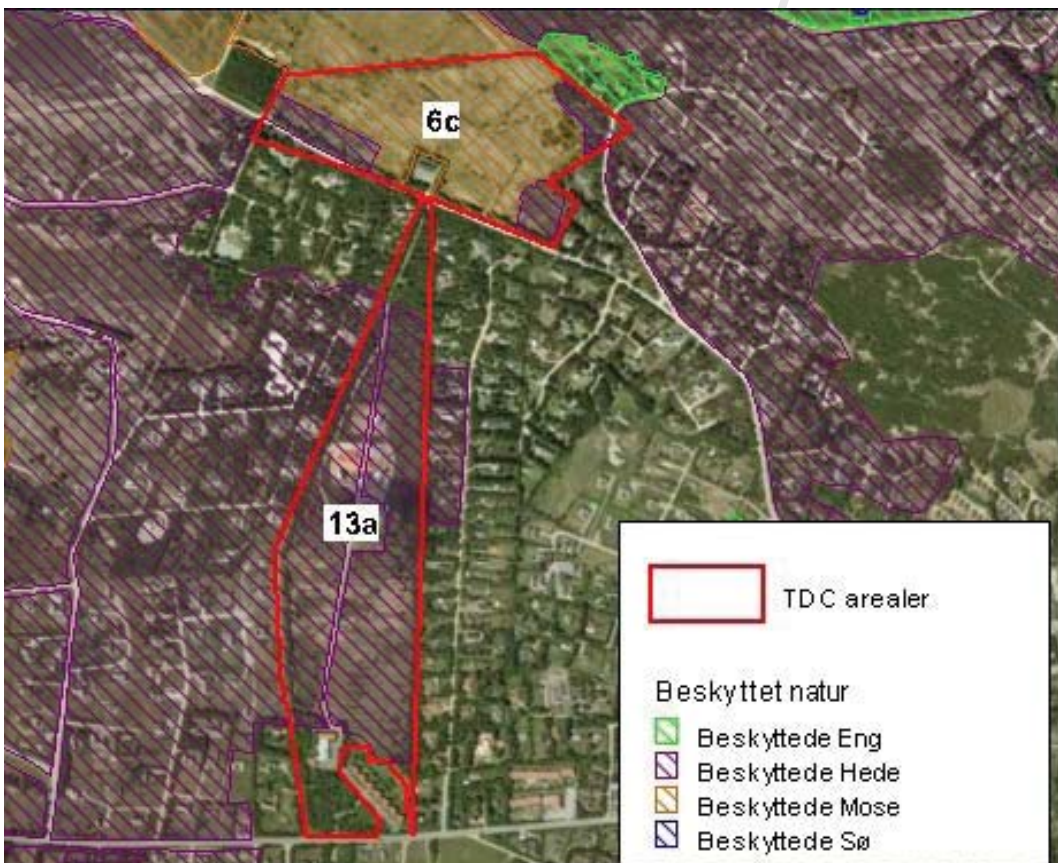 6c
13a
TDC arealer
Beskyttet natur
Beskyttede Eng
Beskyttede Hede
Beskyttede Mose
Beskyttede Sø